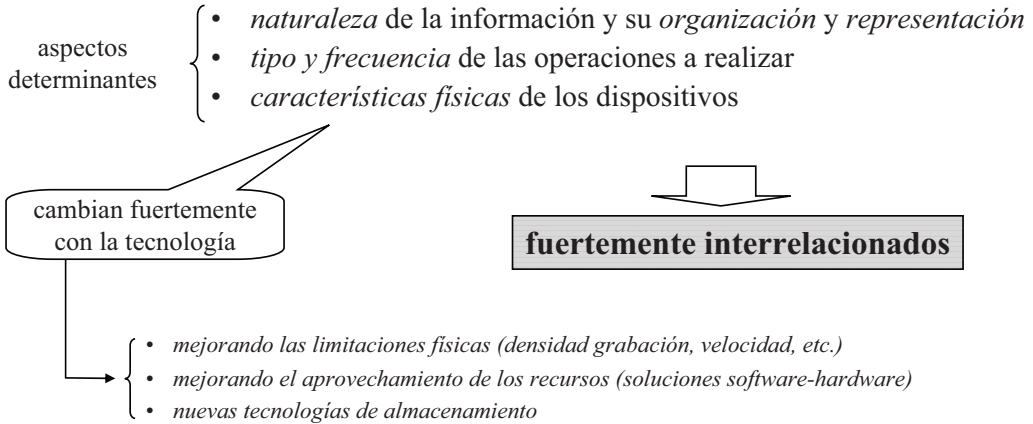 aspectos
determinantes
• naturaleza de la información y su organización y representación
• tipo y frecuencia de las operaciones a realizar
• características físicas de los dispositivos
cambian fuertemente
con la tecnología
fuertemente interrelacionados
• mejorando las limitaciones físicas (densidad grabación, velocidad, etc.)
• mejorando el aprovechamiento de los recursos (soluciones software-hardware)
• nuevas tecnologías de almacenamiento